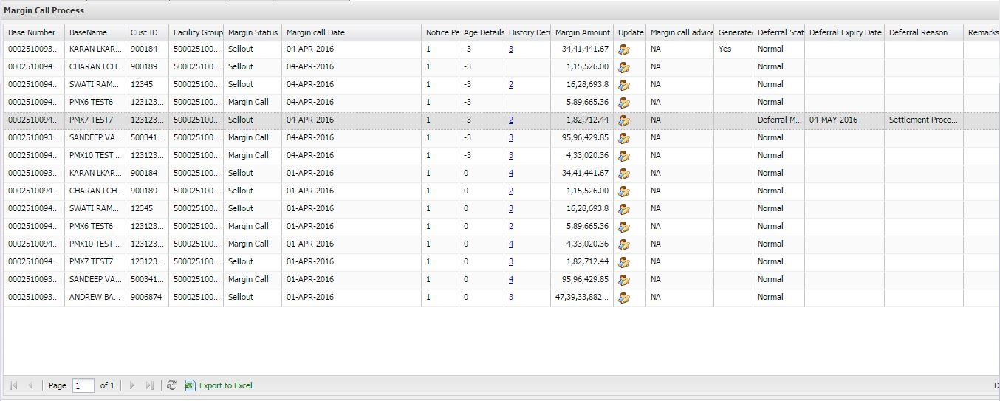 Margin Call Process
Base Number BaseName Cust ID Facility Group Margin Status Margin call Date Notice Pe Age Details History Deta Margin Amount Update Margin call advice Generated Deferral Stat Deferral Expiry Date Deferral Reason Remarks
0002510093... KARAN LKAR... 900184 500025100... Sellout 04-APR-2016 1 -3 3 34,41,441.67 NA Yes Normal
0002510094... CHARAN LCH... 900189 500025100... Sellout 04-APR-2016 1 -3 1,15,526.00 NA Normal
0002510094... SWATI RAM... 12345 500025100... Sellout 04-APR-2016 1 -3 2 16,28,693.8 NA Normal
0002510094... PMX6 TEST6 123123... 500025100... Margin Call 04-APR-2016 1 -3 5,89,665.36 NA Normal
0002510094... PMX7 TEST7 123123... 500025100... Sellout 04-APR-2016 1 -3 2 1,82,712.44 NA Deferral M... 04-MAY-2016 Settlement Proce...
0002510093... SANDEEP VA... 500341... 500025100... Margin Call 04-APR-2016 1 -3 3 95,96,429.85 NA Normal
0002510094... PMX10 TEST... 123123... 500025100... Margin Call 04-APR-2016 1 -3 3 4,33,020.36 NA Normal
0002510093... KARAN LKAR... 900184 500025100... Sellout 01-APR-2016 1 0 4 34,41,441.67 NA Normal
0002510094... CHARAN LCH... 900189 500025100... Sellout 01-APR-2016 1 0 2 1,15,526.00 NA Normal
0002510094... SWATI RAM... 12345 500025100... Sellout 01-APR-2016 1 0 3 16,28,693.8 NA Normal
0002510094... PMX6 TEST6 123123... 500025100... Margin Call 01-APR-2016 1 0 2 5,89,665.36 NA Normal
0002510094... PMX10 TEST... 123123... 500025100... Margin Call 01-APR-2016 1 0 4 4,33,020.36 NA Normal
0002510094... PMX7 TEST7 123123... 500025100... Sellout 01-APR-2016 1 0 3 1,82,712.44 NA Normal
0002510093... SANDEEP VA... 500341... 500025100... Margin Call 01-APR-2016 1 0 4 95,96,429.85 NA Normal
0002510093... ANDREW BA... 9006874 500025100... Sellout 01-APR-2016 1 0 3 47,39,33,882... NA Normal
Page 1 of 1 Export to Excel D